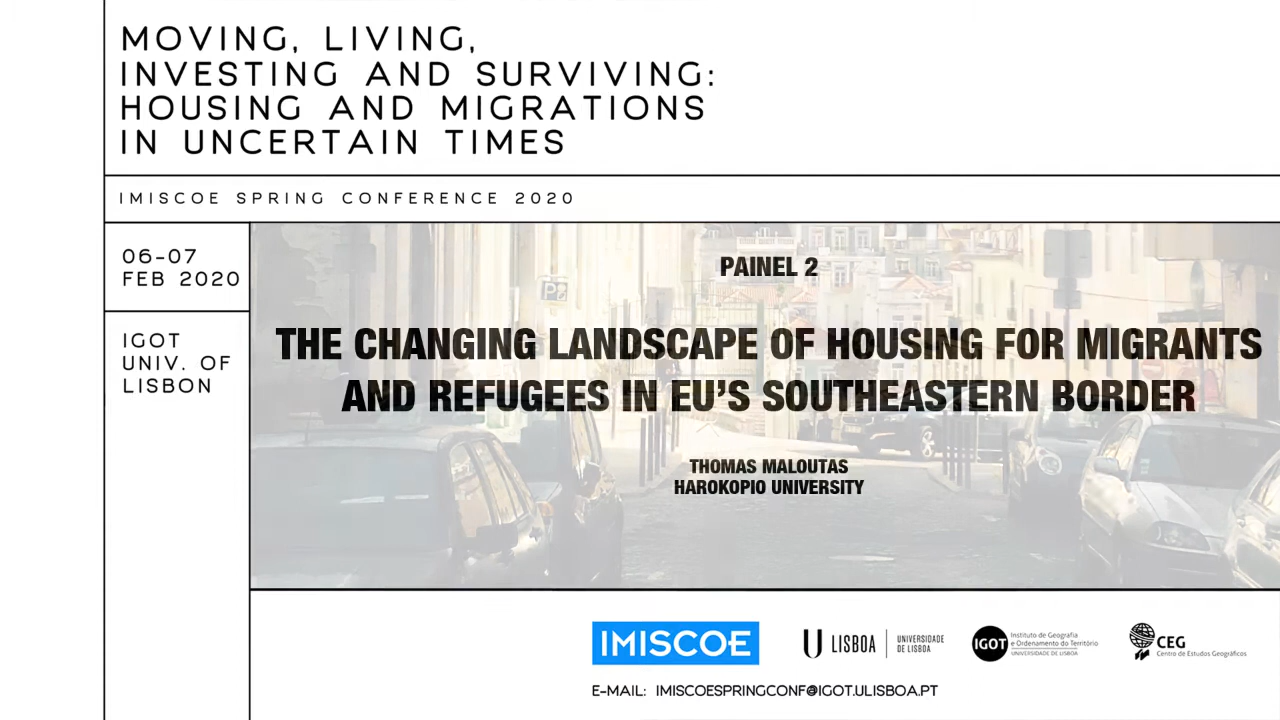 MOVING, LIVING,
INVESTING AND SURVIVING:
HOUSING AND MIGRATIONS
IN UNCERTAIN TIMES
IMISCOE SPRING CONFERENCE 2020
06-07
FEB 2020
IGOT
UNIV. OF
LISBON
PAINEL 2
THE CHANGING LANDSCAPE OF HOUSING FOR MIGRANTS
AND REFUGEES IN EU’S SOUTHEASTERN BORDER
THOMAS MALOUTAS
HAROKOPIO UNIVERSITY
IMISCOE
LISBOA
UNIVERSIDADE
DE LISBOA
IGOT
Instituto de Geografia
e Ordenamento do Território
UNIVERSIDADE DE LISBOA
CEG
Centro de Estudos Geográficos
E-MAIL: IMISCOESPRINGCONF@IGOT.ULISBOA.PT